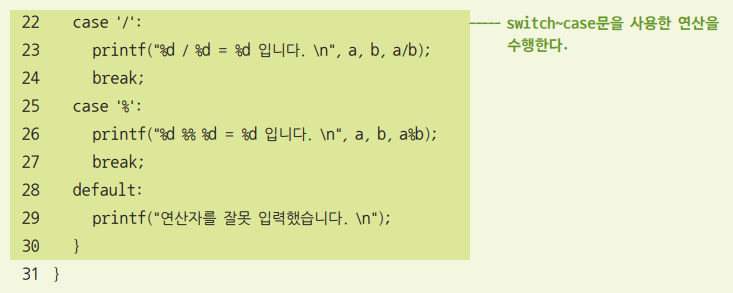 22 case '/': ----- switch~case문을 사용한 연산을
23 printf("%d / %d = %d 입니다. \n", a, b, a/b); 수행한다.
24 break;
25 case '%':
26 printf("%d %% %d = %d 입니다. \n", a, b, a%b);
27 break;
28 default:
29 printf("연산자를 잘못 입력했습니다. \n");
30 }
31 }